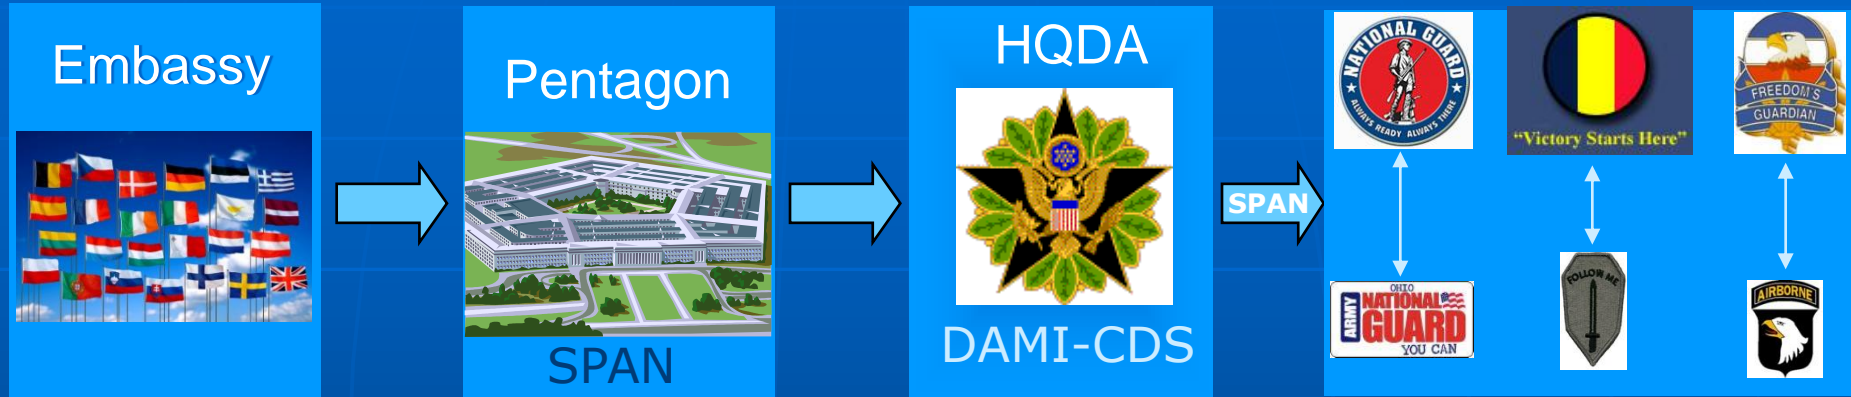 Embassy
Pentagon
SPAN
HQDA
DAMI-CDS
SPAN
NATIONAL GUARD
ALWAYS READY ALWAYS THERE
“Victory Starts Here”
FREEDOM'S
GUARDIAN
OHIO
ARMY
NATIONAL
GUARD
YOU CAN
FOLLOW ME
AIRBORNE